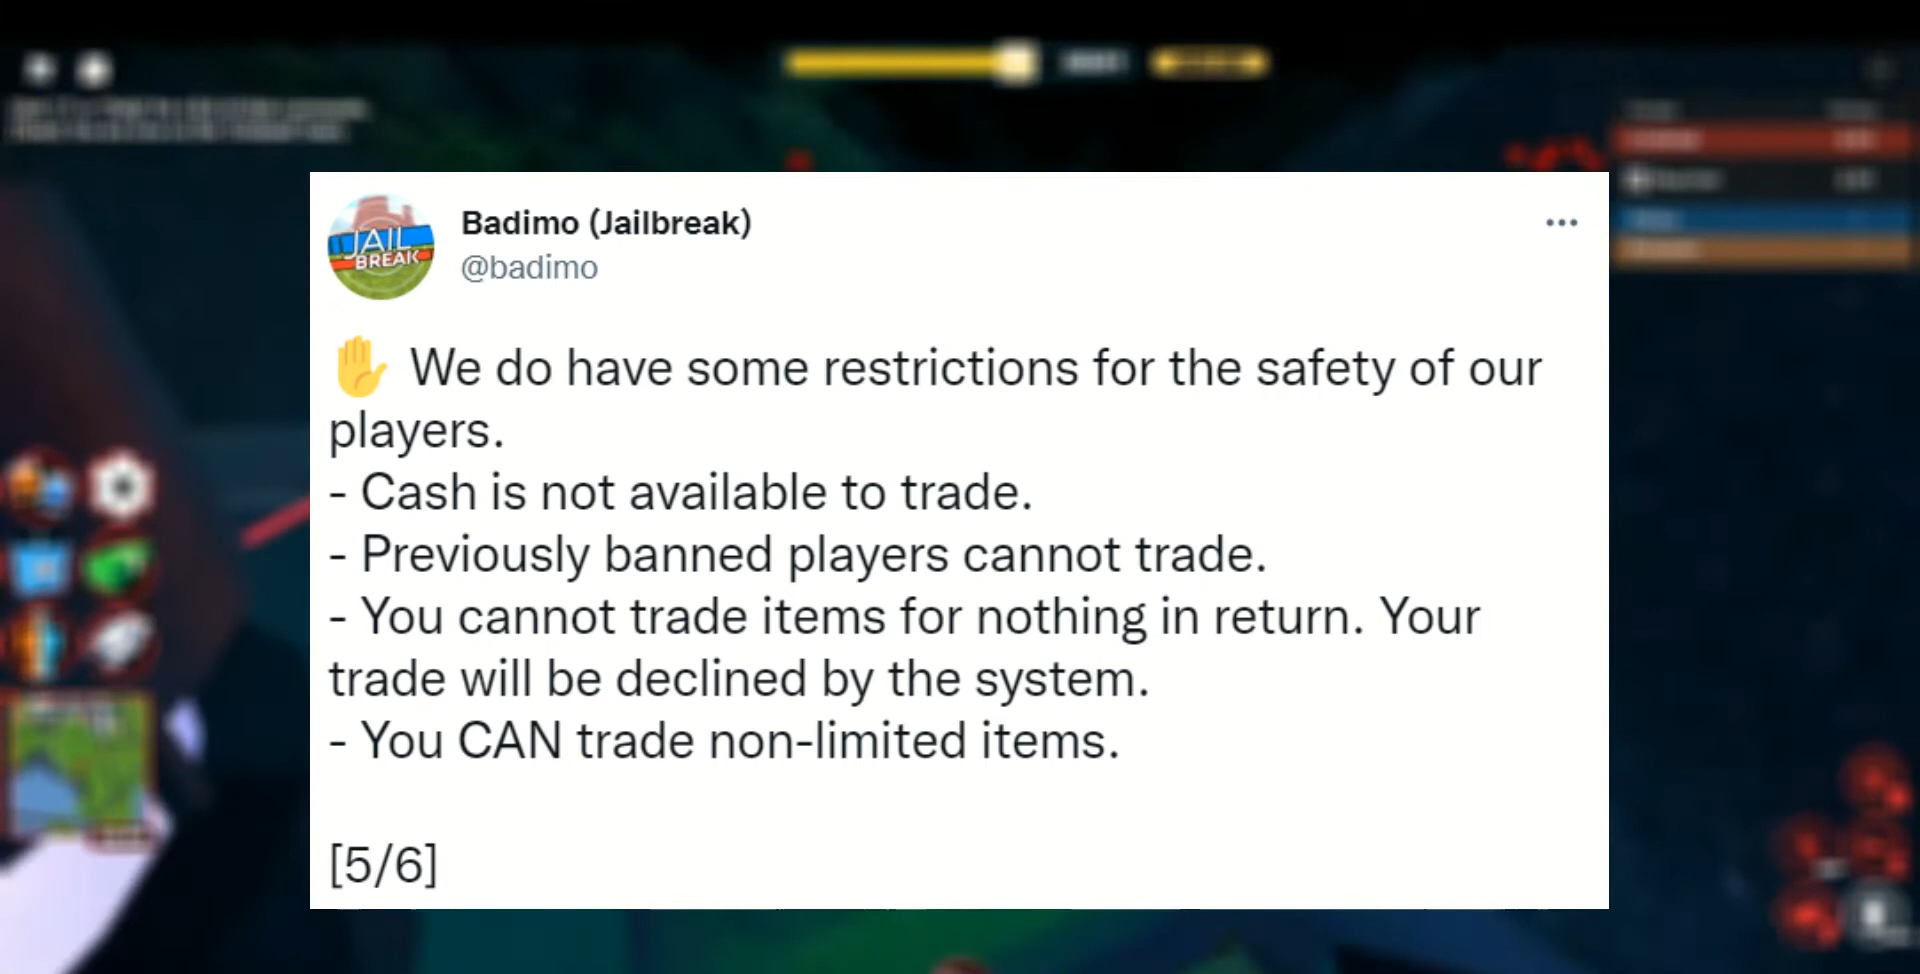 JAIL
BREAK
Badimo (Jailbreak)
@badimo
✋ We do have some restrictions for the safety of our
players.
- Cash is not available to trade.
- Previously banned players cannot trade.
- You cannot trade items for nothing in return. Your
trade will be declined by the system.
- You CAN trade non-limited items.
[5/6]